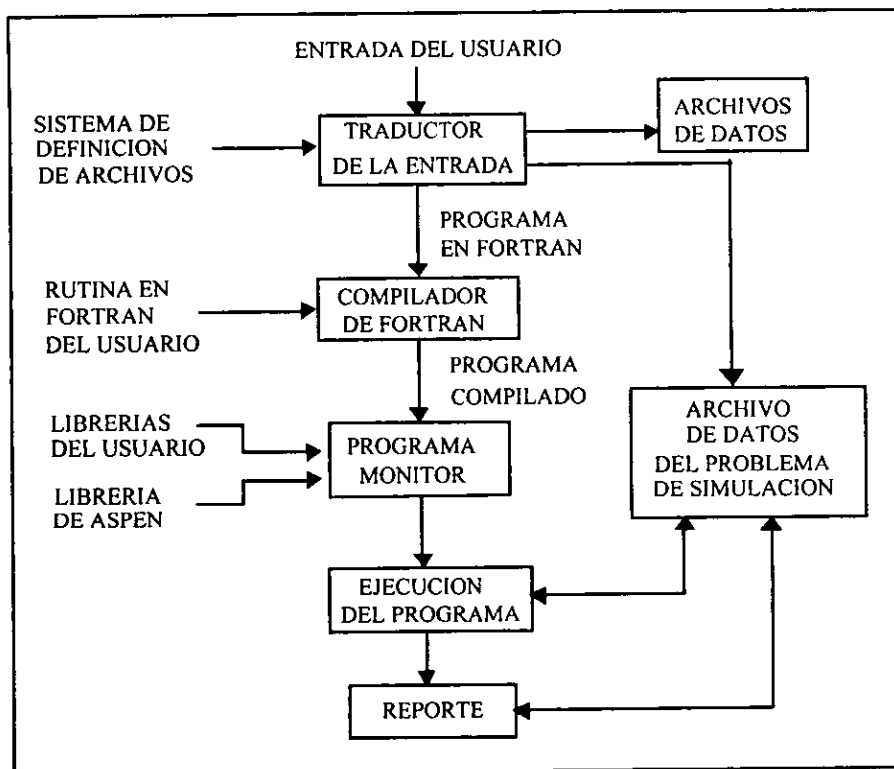 ENTRADA DEL USUARIO
ARCHIVOS
DE DATOS
SISTEMA DE
DEFINICION
DE ARCHIVOS
TRADUCTOR
DE LA ENTRADA
PROGRAMA
EN FORTRAN
RUTINA EN
FORTRAN
DEL USUARIO
COMPILADOR
DE FORTRAN
PROGRAMA
COMPILADO
LIBRERIAS
DEL USUARIO
LIBRERIA
DE ASPEN
PROGRAMA
MONITOR
ARCHIVO
DE DATOS
DEL PROBLEMA
DE SIMULACION
EJECUCION
DEL PROGRAMA
REPORTE